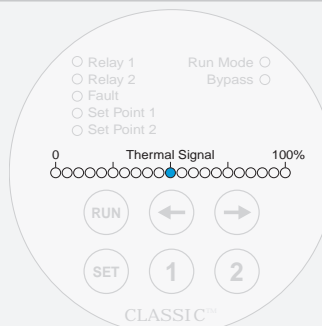 Relay 1 Run Mode
Relay 2 Bypass
Fault
Set Point 1
Set Point 2
0 Thermal Signal 100%
RUN
SET 1 2
CLASSIC™